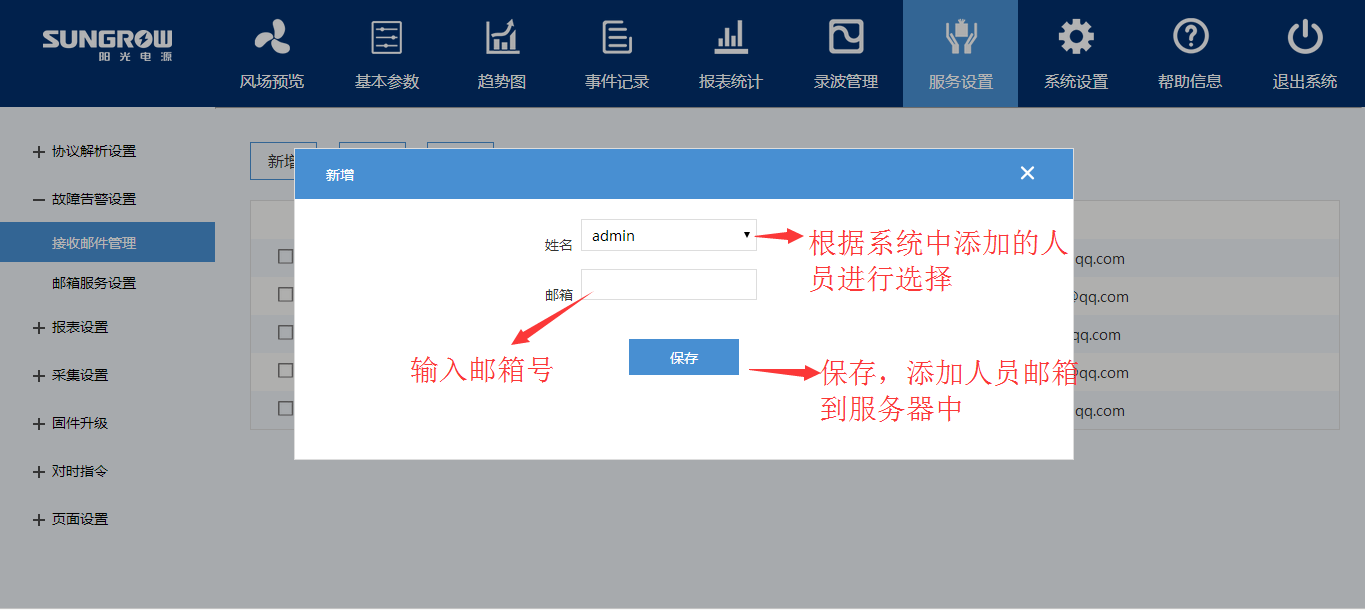 SUNGROW
阳光电源
风场预览
基本参数
趋势图
事件记录
报表统计
录波管理
服务设置
系统设置
帮助信息
退出系统
协议解析设置
故障告警设置
接收邮件管理
邮箱服务设置
报表设置
采集设置
固件升级
对时指令
页面设置
新增
新增
姓名 admin
根据系统中添加的人
员进行选择
邮箱
输入邮箱号
保存
保存，添加人员邮箱
到服务器中
qq.com
@qq.com
qq.com
@qq.com
qq.com